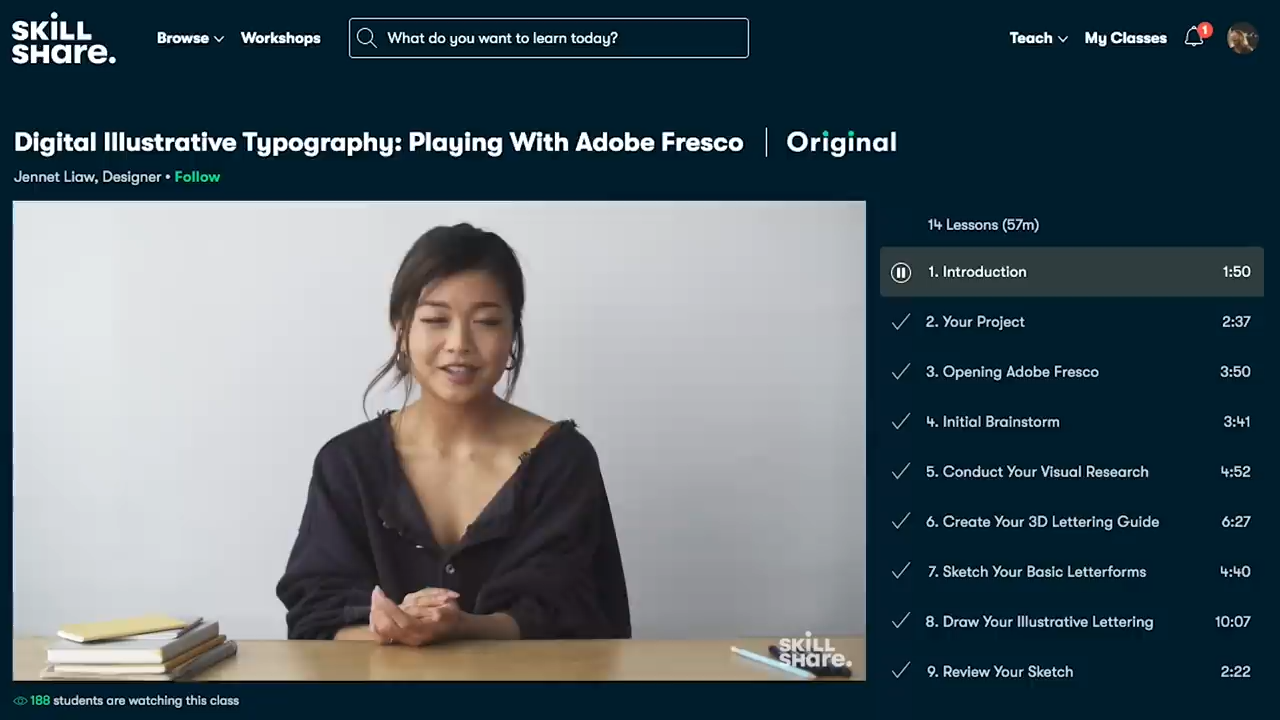 SKILL
SHare.
Browse
Workshops
What do you want to learn today?
Teach
My Classes
1
Digital Illustrative Typography: Playing With Adobe Fresco | Original
Jennet Liaw, Designer • Follow
14 Lessons (57m)
1. Introduction 1:50
2. Your Project 2:37
3. Opening Adobe Fresco 3:50
4. Initial Brainstorm 3:41
5. Conduct Your Visual Research 4:52
6. Create Your 3D Lettering Guide 6:27
7. Sketch Your Basic Letterforms 4:40
8. Draw Your Illustrative Lettering 10:07
9. Review Your Sketch 2:22
SKILL
SHare.
188 students are watching this class